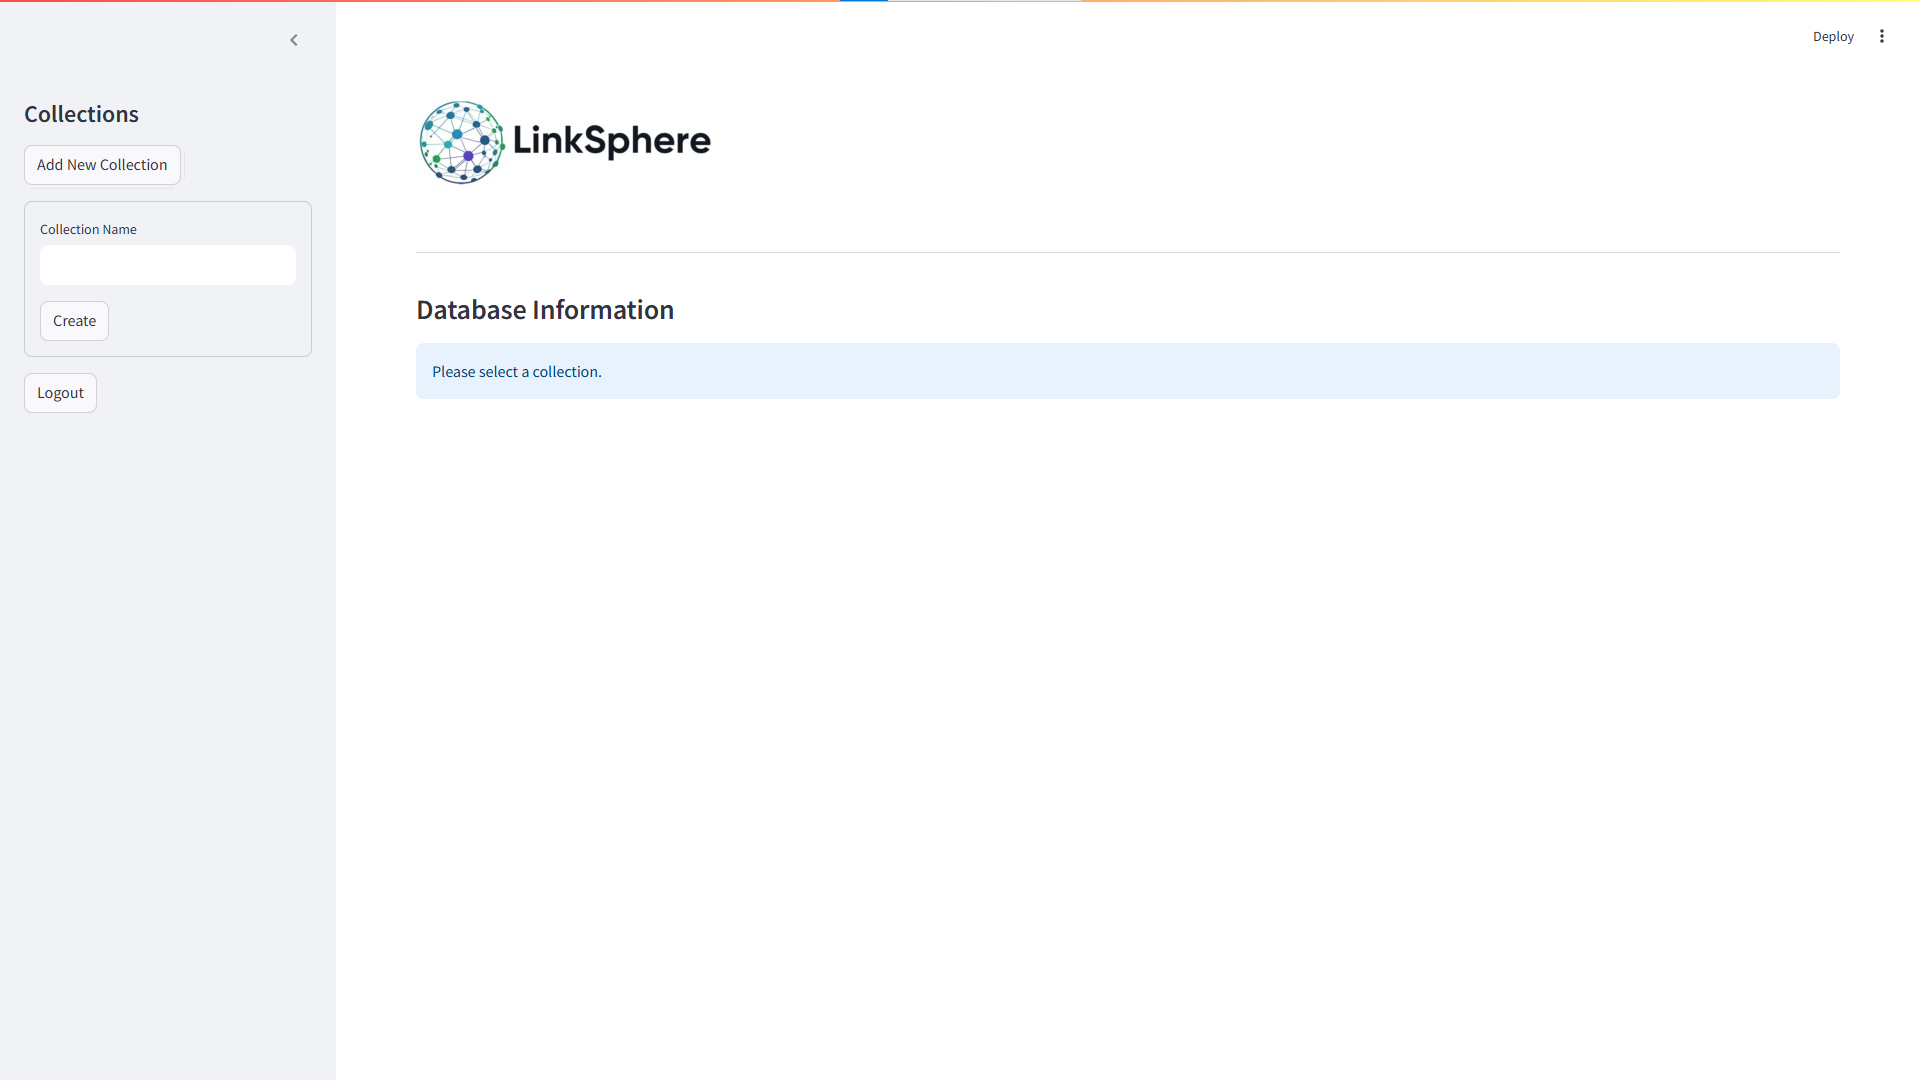 Deploy
Collections
Add New Collection
Collection Name
Create
Logout
LinkSphere
Database Information
Please select a collection.